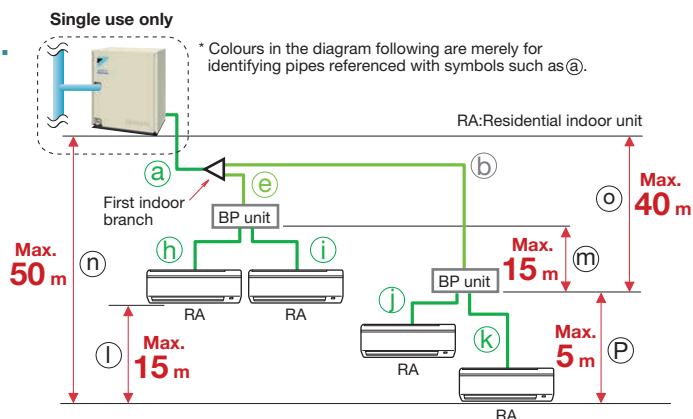 Single use only
* Colours in the diagram following are merely for
identifying pipes referenced with symbols such as ⓐ.
RA:Residential indoor unit
ⓐ
ⓑ
ⓔ
First indoor
branch
BP unit
ⓗ
ⓘ
RA
RA
Max.
50 m
ⓝ
ⓛ
Max.
15 m
ⓞ
Max.
40 m
Max.
15 m
ⓜ
BP unit
ⓙ
ⓚ
RA
RA
Max.
5 m
Ⓟ